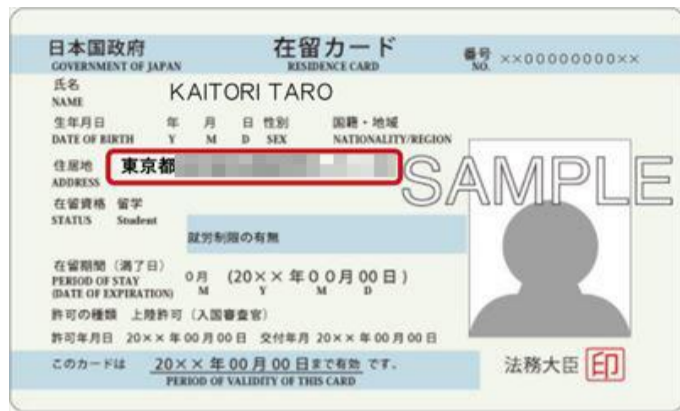 日本国政府 在留カード 番号 ××00000000××
GOVERNMENT OF JAPAN RESIDENCE CARD NO.
氏名 KAITORI TARO
NAME
生年月日 年 月 日 性別 国籍・地域
DATE OF BIRTH Y M D SEX NATIONALITY/REGION
住居地 東京都
ADDRESS
SAMPLE
在留資格 留学
STATUS Student
就労制限の有無
在留期間（満了日）
PERIOD OF STAY 0月 (20××年00月00日)
(DATE OF EXPIRATION) M Y M D
許可の種類 上陸許可（入国審査官）
許可年月日 20××年00月00日 交付年月 20××年00月00日
このカードは 20××年00月00日まで有効 です。
PERIOD OF VALIDITY OF THIS CARD
法務大臣 印